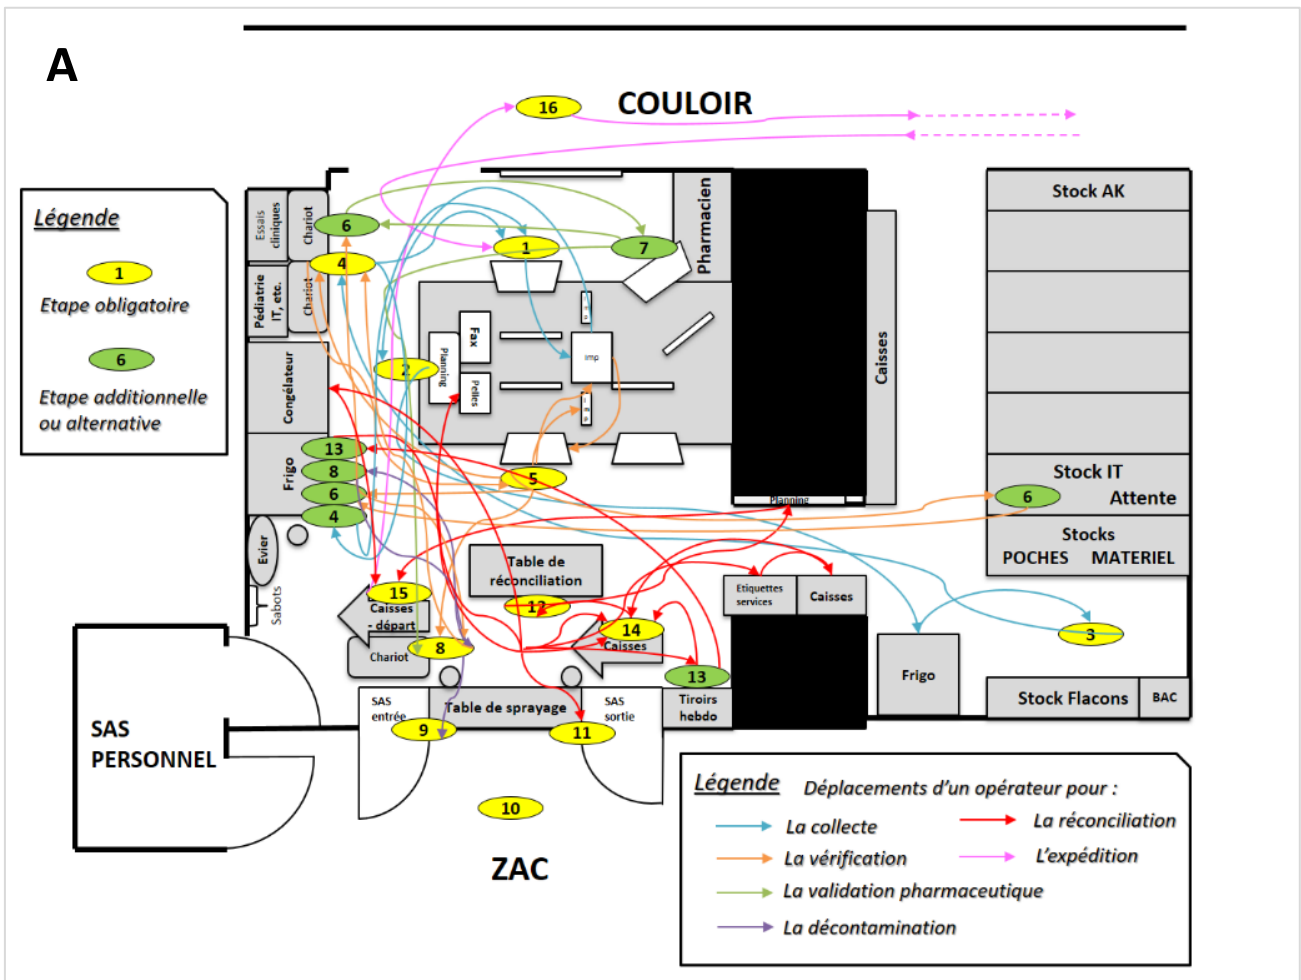 A
16
COULOIR
Légende
1
Etape obligatoire
6
Etape additionnelle
ou alternative
Essais
cliniques
Chariot
6
4
Pédiatrie
IT, etc.
Chariot
Congélateur
Frigo
13
8
6
4
Evier
Sabots
1
7
Pharmacien
2
Planning
Fax
Pelles
imp
imp
imp
5
Planning
Caisses
Stock AK
Stock IT
6
Attente
Stocks
POCHES MATERIEL
Table de
réconciliation
12
15
Caisses
- départ
Chariot
8
14
Caisses
13
Tiroirs
hebdo
Etiquettes
services
Caisses
3
Frigo
Stock Flacons
BAC
SAS
entrée
Table de sprayage
SAS
sortie
9
11
10
ZAC
SAS
PERSONNEL
Légende
Déplacements d'un opérateur pour :
La collecte
La réconciliation
La vérification
L'expédition
La validation pharmaceutique
La décontamination